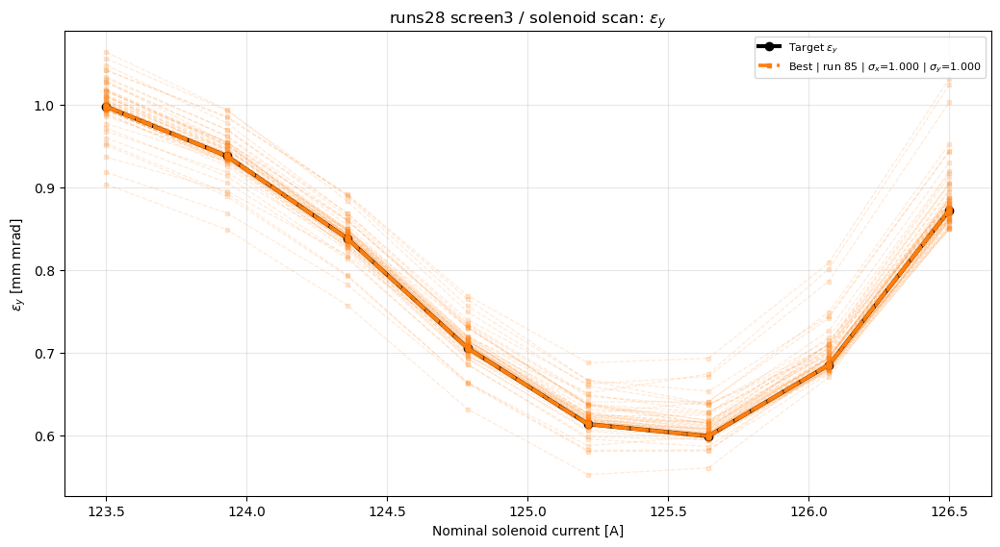 runs28 screen3 / solenoid scan: εy
Target εy
Best | run 85 | σx=1.000 | σy=1.000
εy [mm mrad]
1.0
0.9
0.8
0.7
0.6
123.5 124.0 124.5 125.0 125.5 126.0 126.5
Nominal solenoid current [A]